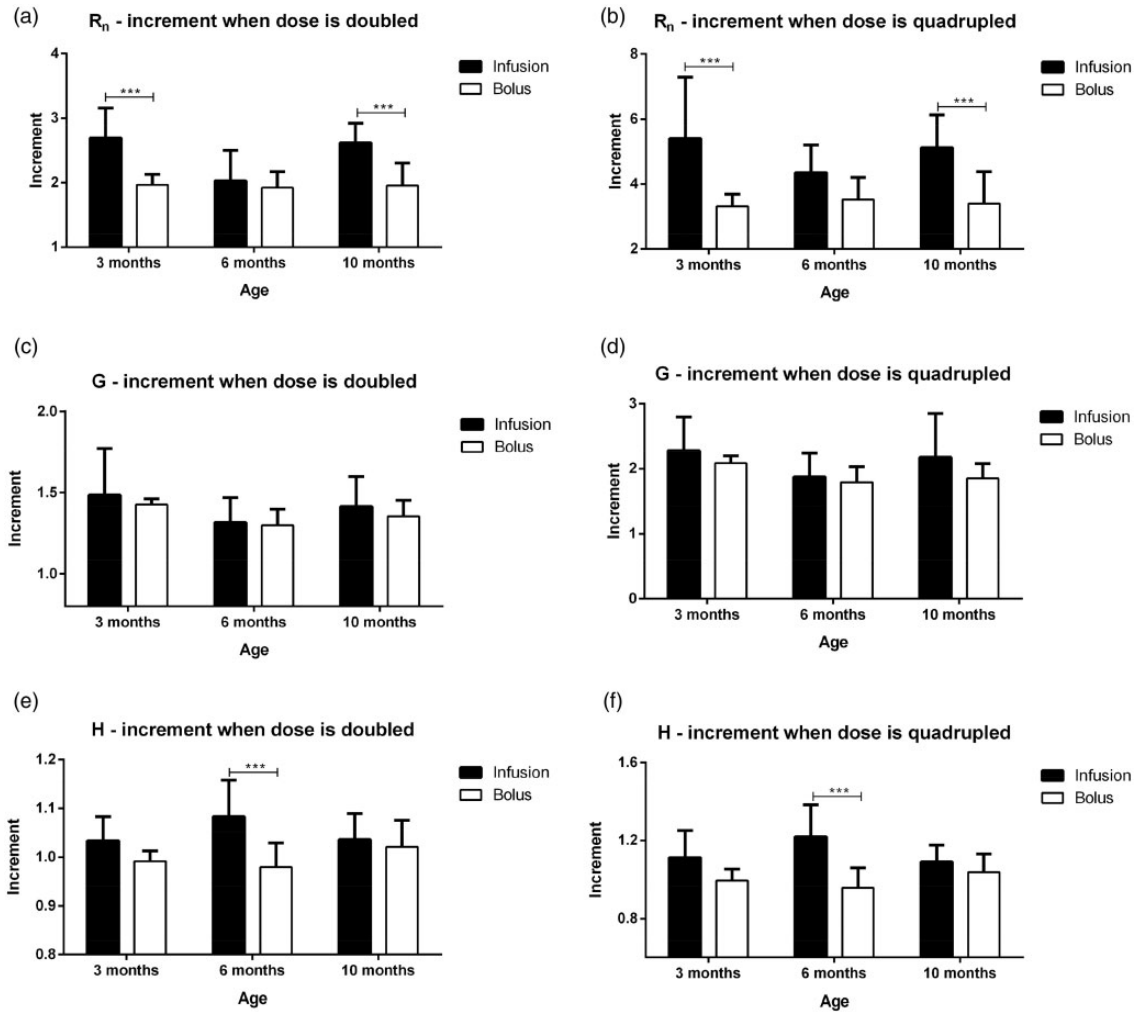 (a)
Rn - increment when dose is doubled
4
3
2
1
Increment
***
***
Infusion
Bolus
3 months
6 months
10 months
Age
(b)
Rn - increment when dose is quadrupled
8
6
4
2
Increment
***
***
Infusion
Bolus
3 months
6 months
10 months
Age
(c)
G - increment when dose is doubled
2.0
1.5
1.0
Increment
Infusion
Bolus
3 months
6 months
10 months
Age
(d)
G - increment when dose is quadrupled
3
2
1
0
Increment
Infusion
Bolus
3 months
6 months
10 months
Age
(e)
H - increment when dose is doubled
1.2
1.1
1.0
0.9
0.8
Increment
***
Infusion
Bolus
3 months
6 months
10 months
Age
(f)
H - increment when dose is quadrupled
1.6
1.2
0.8
Increment
***
Infusion
Bolus
3 months
6 months
10 months
Age